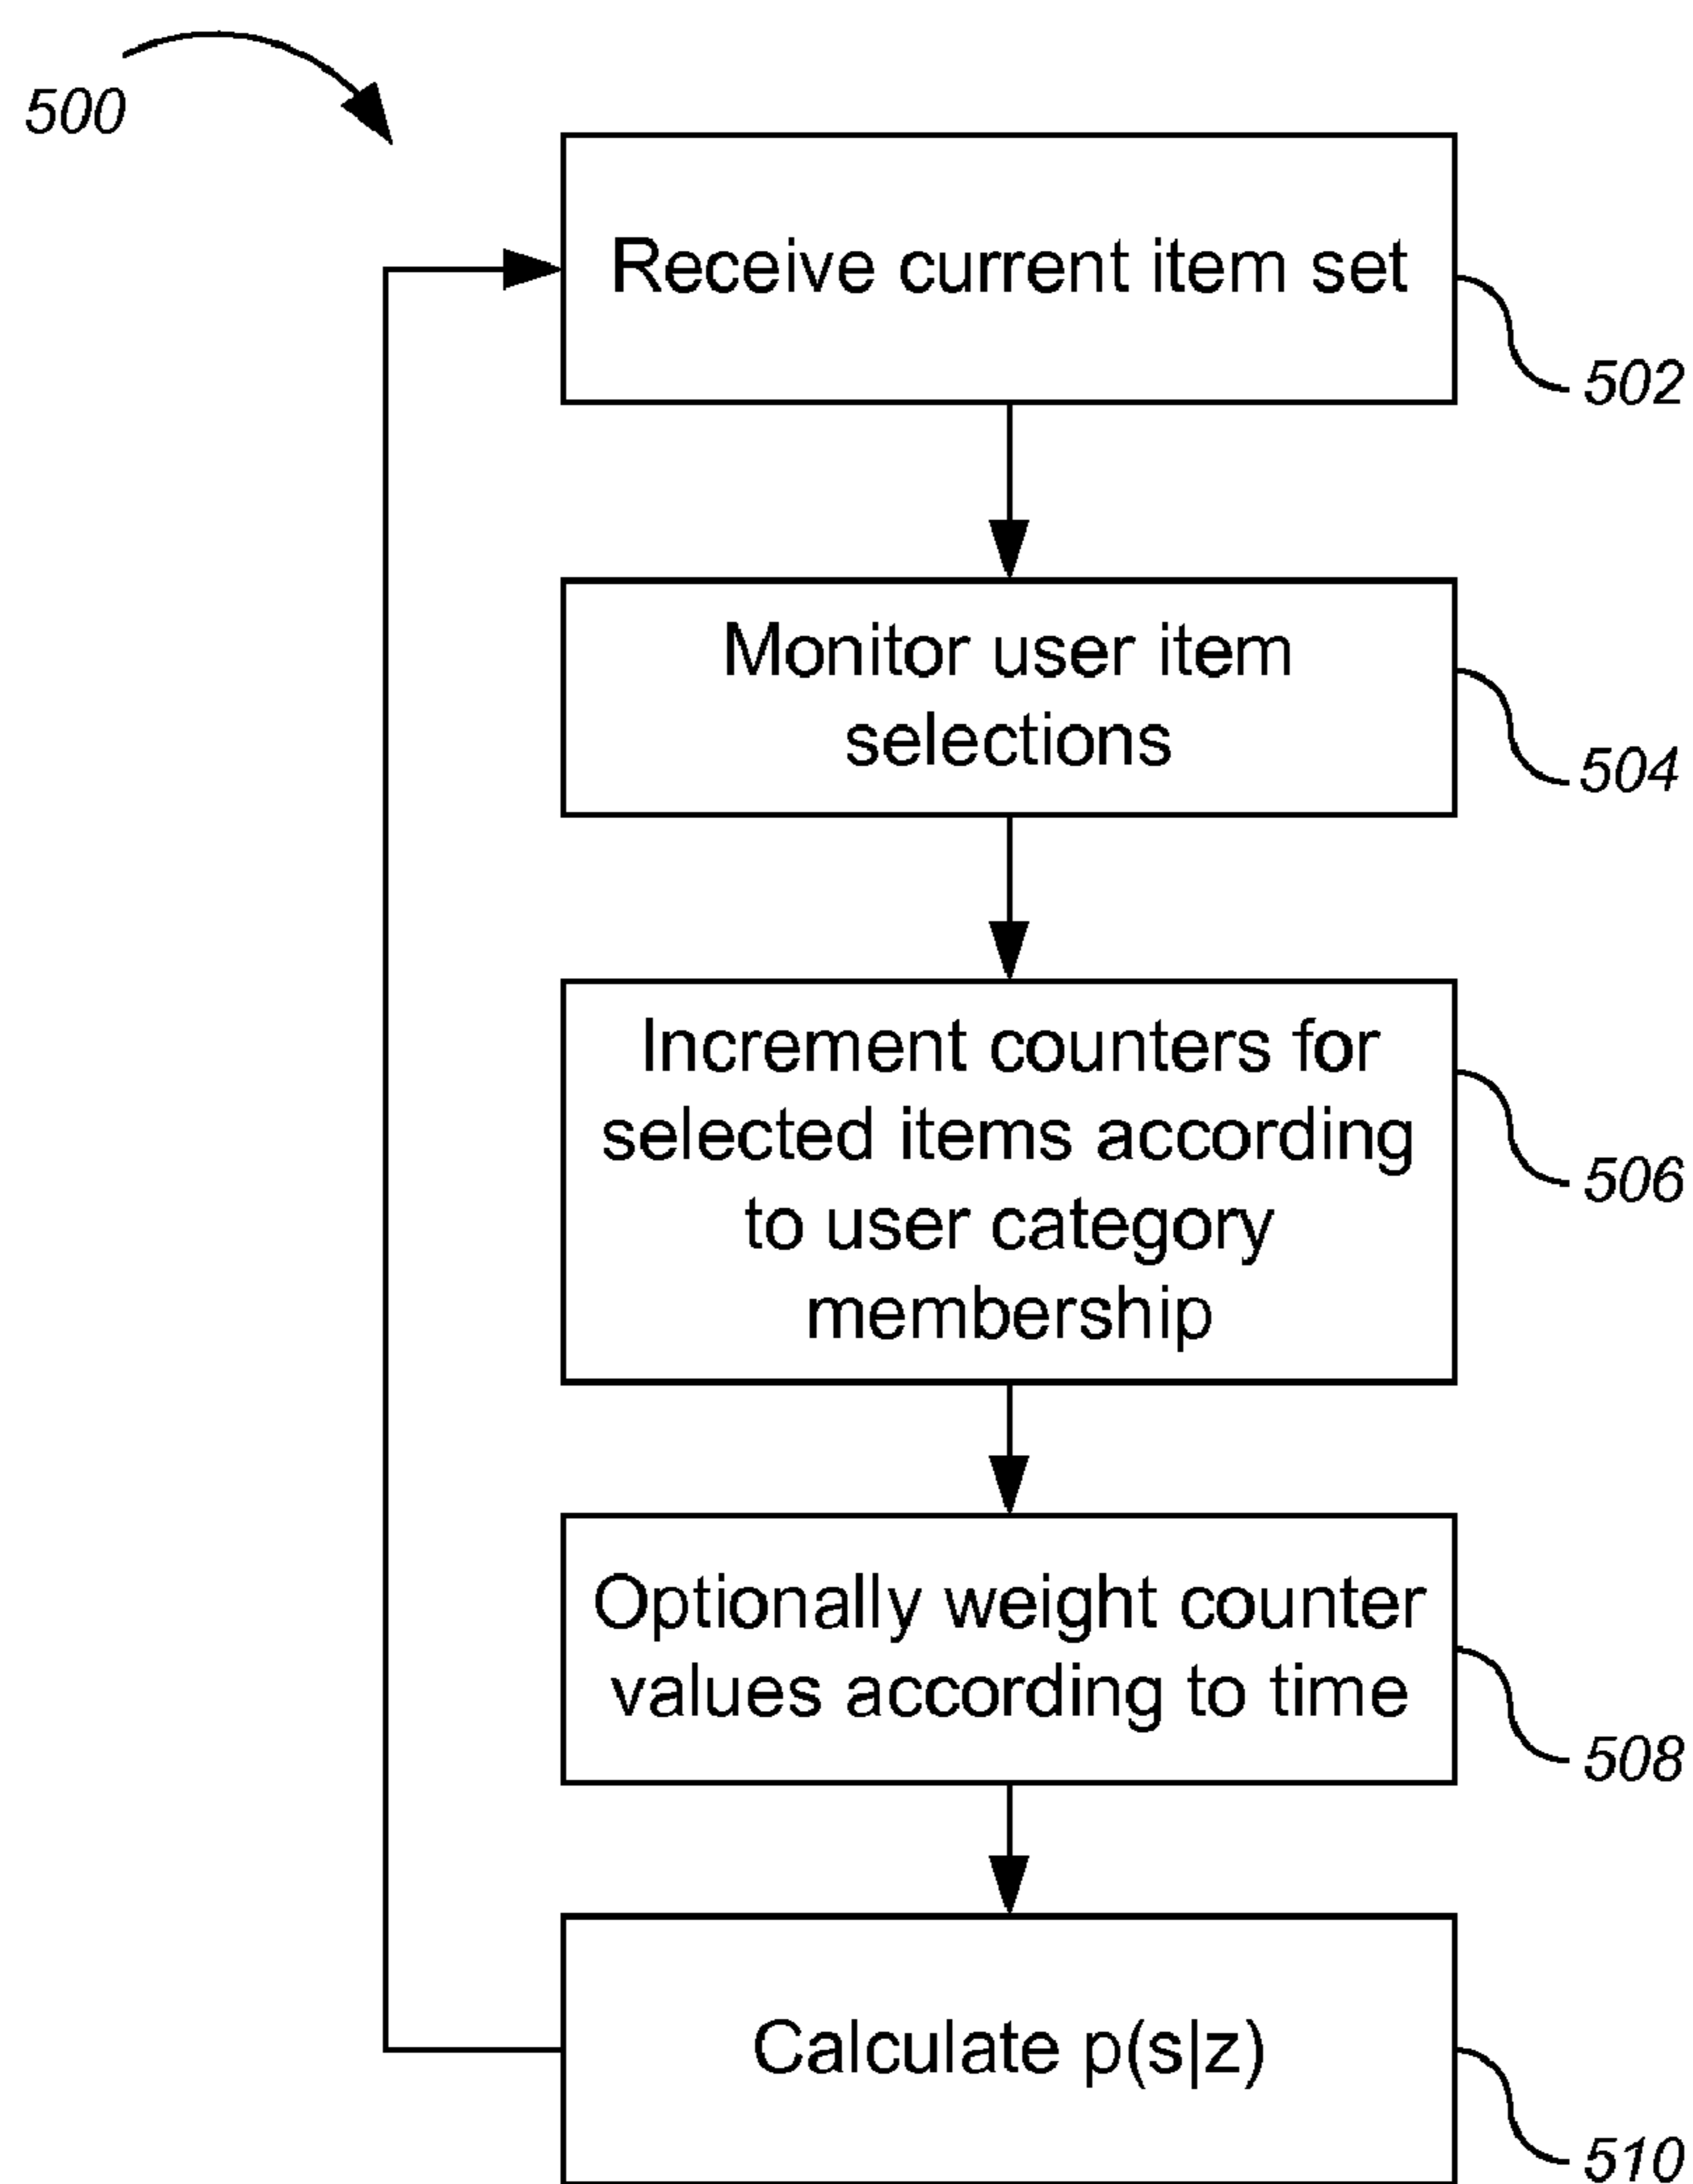 500
Receive current item set
502
Monitor user item
selections
504
Increment counters for
selected items according
to user category
membership
506
Optionally weight counter
values according to time
508
Calculate p(s|z)
510